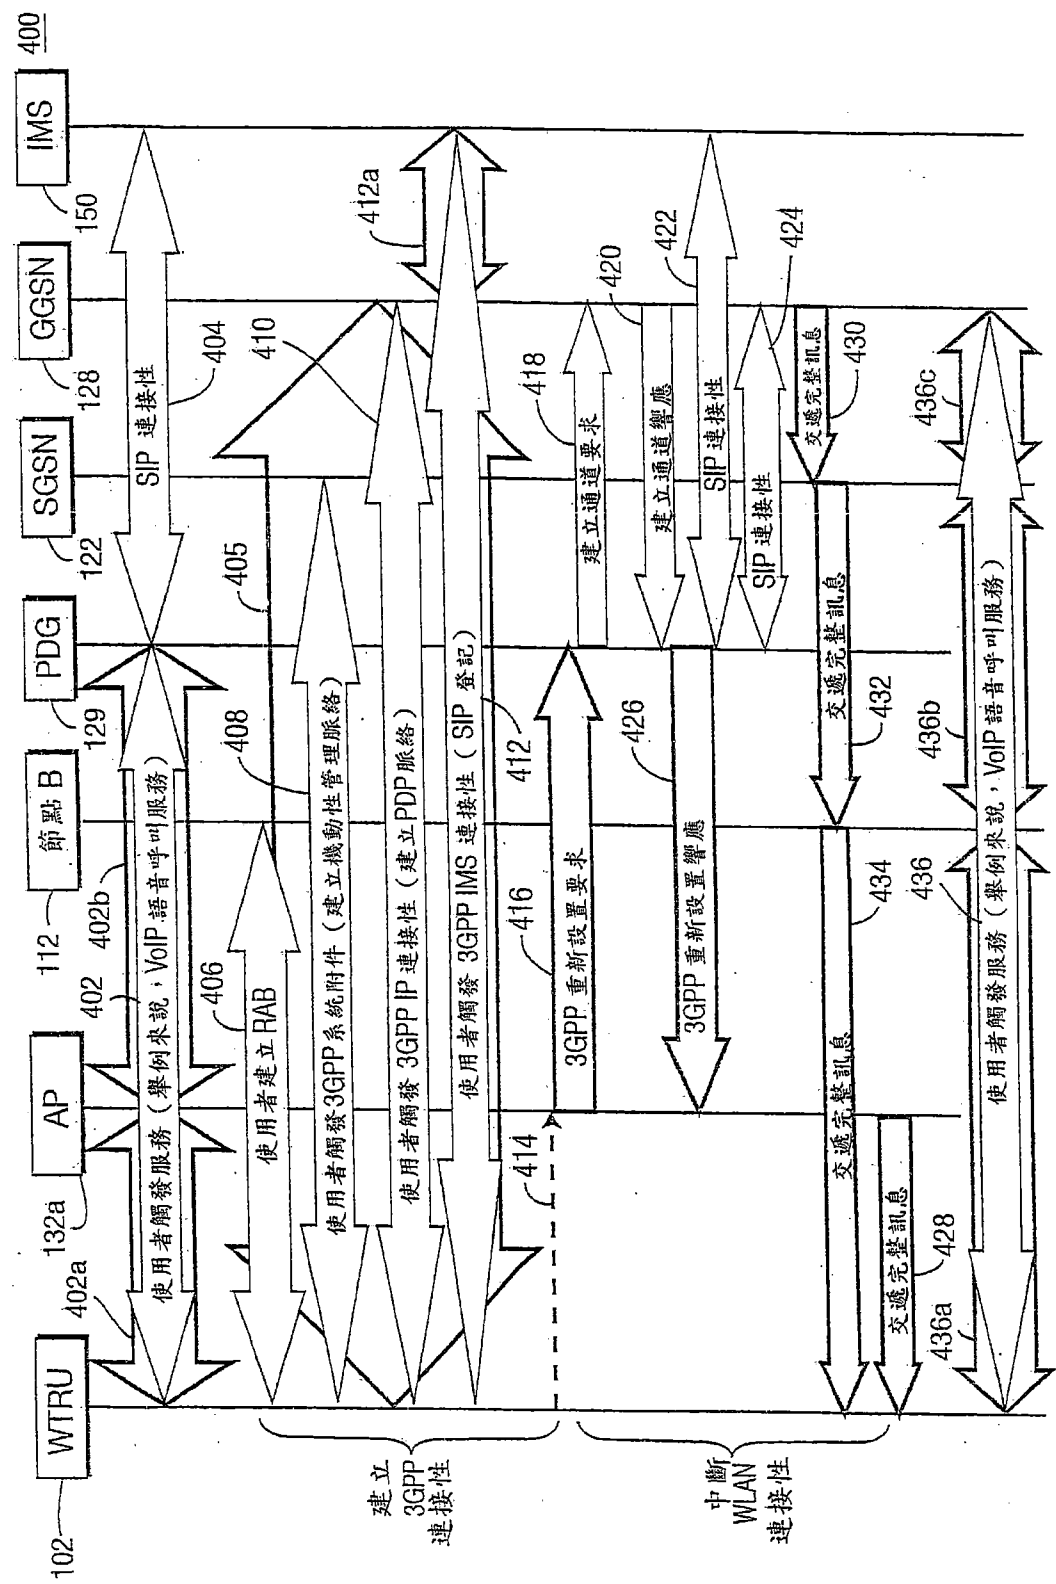 400
WTRU
AP
節點 B
PDG
SGSN
GGSN
IMS
102
132a
112
129
122
128
150
402a
402
402b
使用者觸發服務（舉例來說，VoIP 語音呼叫服務）
SIP 連接性
404
405
406
使用者建立 RAB
408
使用者觸發3GPP系統附件（建立機動性管理脈絡）
410
使用者觸發 3GPP IP 連接性（建立 PDP 脈絡）
412a
使用者觸發 3GPP IMS 連接性（SIP 登記）
412
建立
3GPP
連接性
414
416
3GPP 重新設置要求
418
建立通道要求
420
建立通道響應
422
SIP 連接性
424
SIP 連接性
426
3GPP 重新設置響應
交遞完整訊息
430
交遞完整訊息
432
交遞完整訊息
434
交遞完整訊息
428
中斷
WLAN
連接性
436a
436
436b
436c
使用者觸發服務（舉例來說，VoIP 語音呼叫服務）